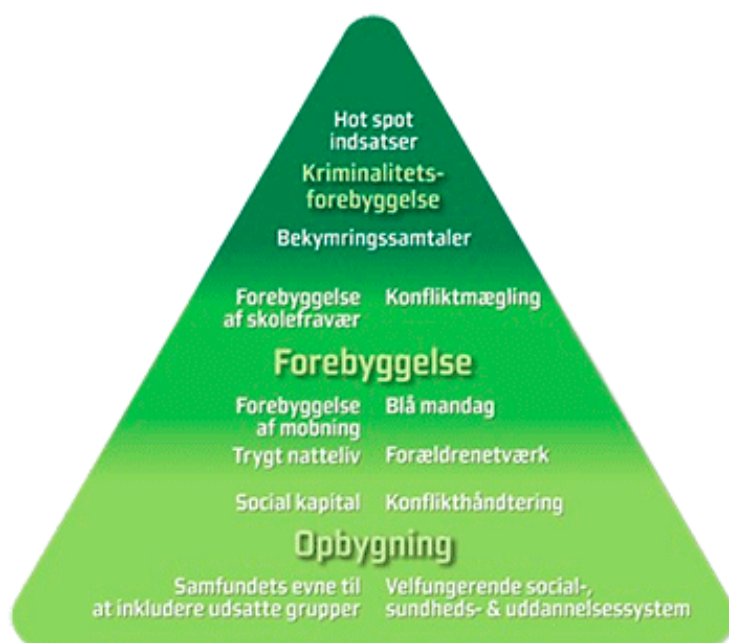 Hot spot
indsatser
Kriminalitets-
forebyggelse
Bekymringssamtaler
Forebyggelse
af skolefravær
Konfliktmægling
Forebyggelse
Forebyggelse
af mobning
Blå mandag
Trygt natteliv
Forældrenetværk
Social kapital
Konflikthåndtering
Opbygning
Samfundets evne til
at inkludere udsatte grupper
Velfungerende social-,
sundheds- & uddannelsessystem